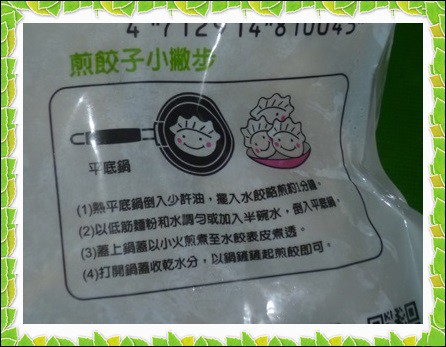 4 712914 810045
煎餃子小撇步
平底鍋
(1)熱平底鍋倒入少許油，擺入水餃略煎約1分鐘。
(2)以低筋麵粉和水調勻或加入半碗水，倒入平底鍋。
(3)蓋上鍋蓋以小火煎煮至水餃表皮煮透。
(4)打開鍋蓋收乾水分，以鍋鏟鏟起煎餃即可。